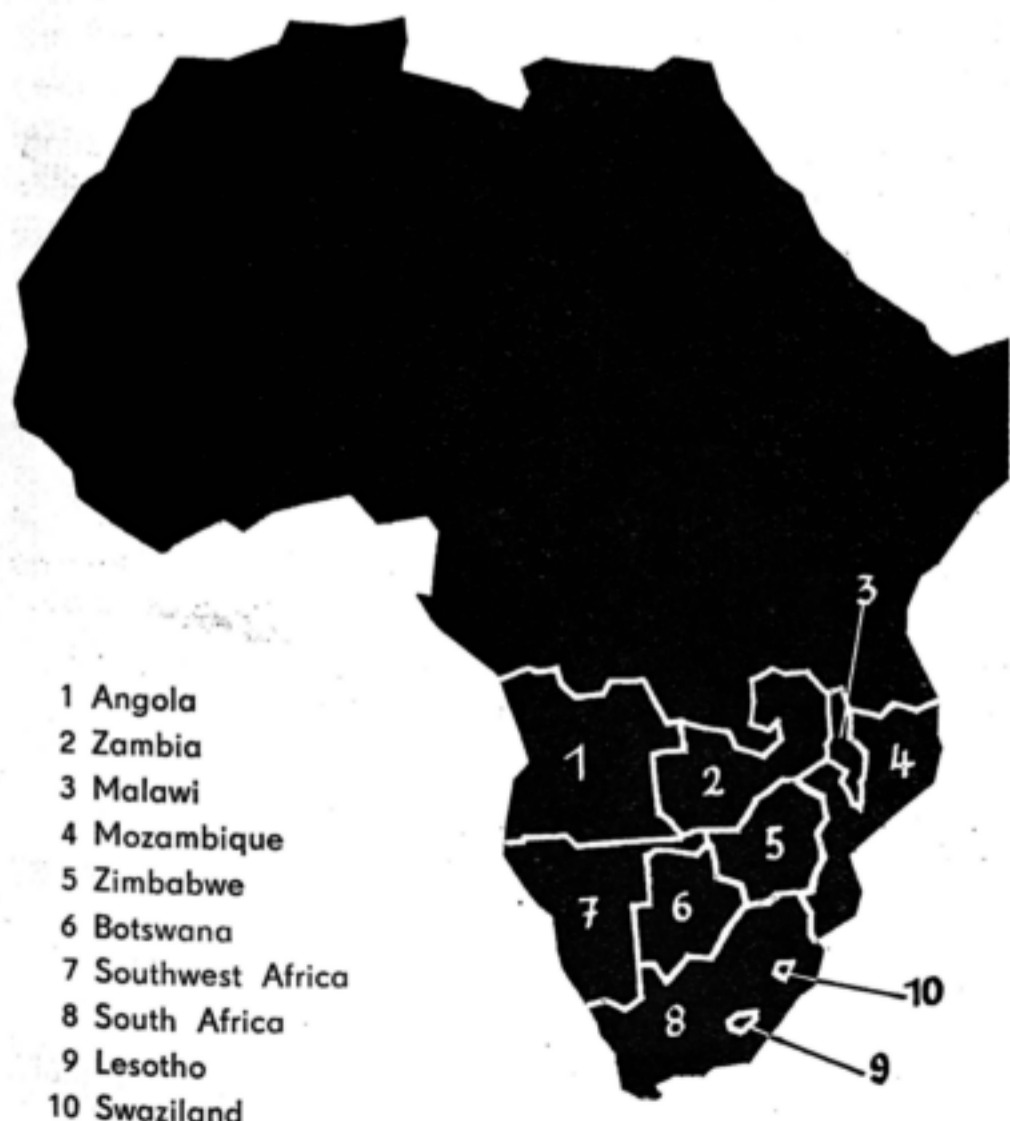 3
1
2
4
5
6
7
8
10
9
1 Angola
2 Zambia
3 Malawi
4 Mozambique
5 Zimbabwe
6 Botswana
7 Southwest Africa
8 South Africa
9 Lesotho
10 Swaziland